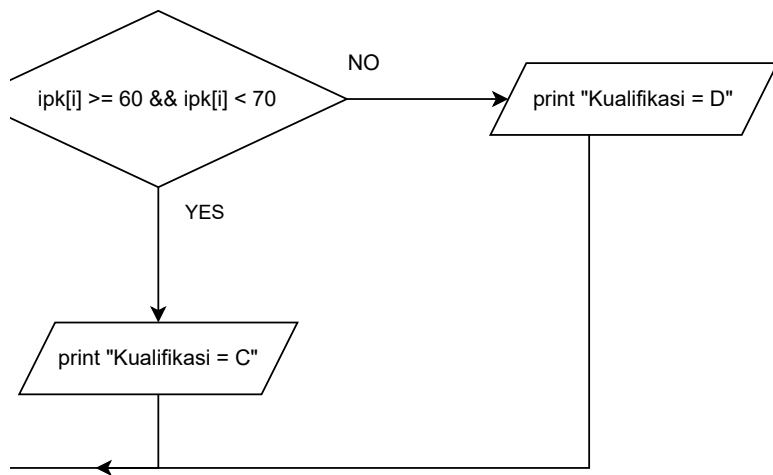 NO
ipk[i] >= 60 && ipk[i] < 70
print "Kualifikasi = D"
YES
print "Kualifikasi = C"